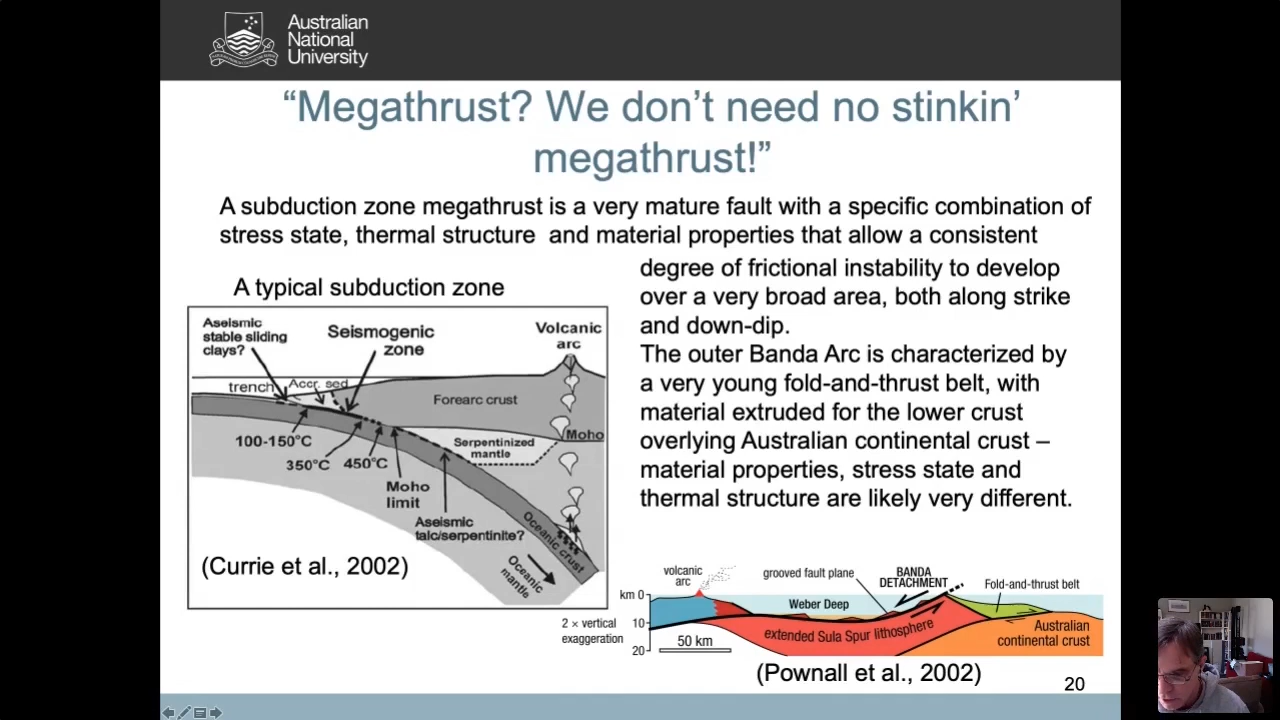 Australian
National
University
“Megathrust? We don’t need no stinkin’
megathrust!”
A subduction zone megathrust is a very mature fault with a specific combination of
stress state, thermal structure and material properties that allow a consistent
degree of frictional instability to develop
over a very broad area, both along strike
and down-dip.
The outer Banda Arc is characterized by
a very young fold-and-thrust belt, with
material extruded for the lower crust
overlying Australian continental crust –
material properties, stress state and
thermal structure are likely very different.
A typical subduction zone
Aseismic
stable sliding
clays?
Seismogenic
zone
Volcanic
arc
trench
Accr. sed.
Forearc crust
100-150°C
350°C
450°C
Serpentinized
mantle
Moho
Moho
limit
Aseismic
talc/serpentinite?
Oceanic crust
Oceanic
mantle
(Currie et al., 2002)
volcanic
arc
grooved fault plane
BANDA
DETACHMENT
Fold-and-thrust belt
km 0
10
20
Weber Deep
2 × vertical
exaggeration
50 km
extended Sula Spur lithosphere
Australian
continental crust
(Pownall et al., 2002)
20